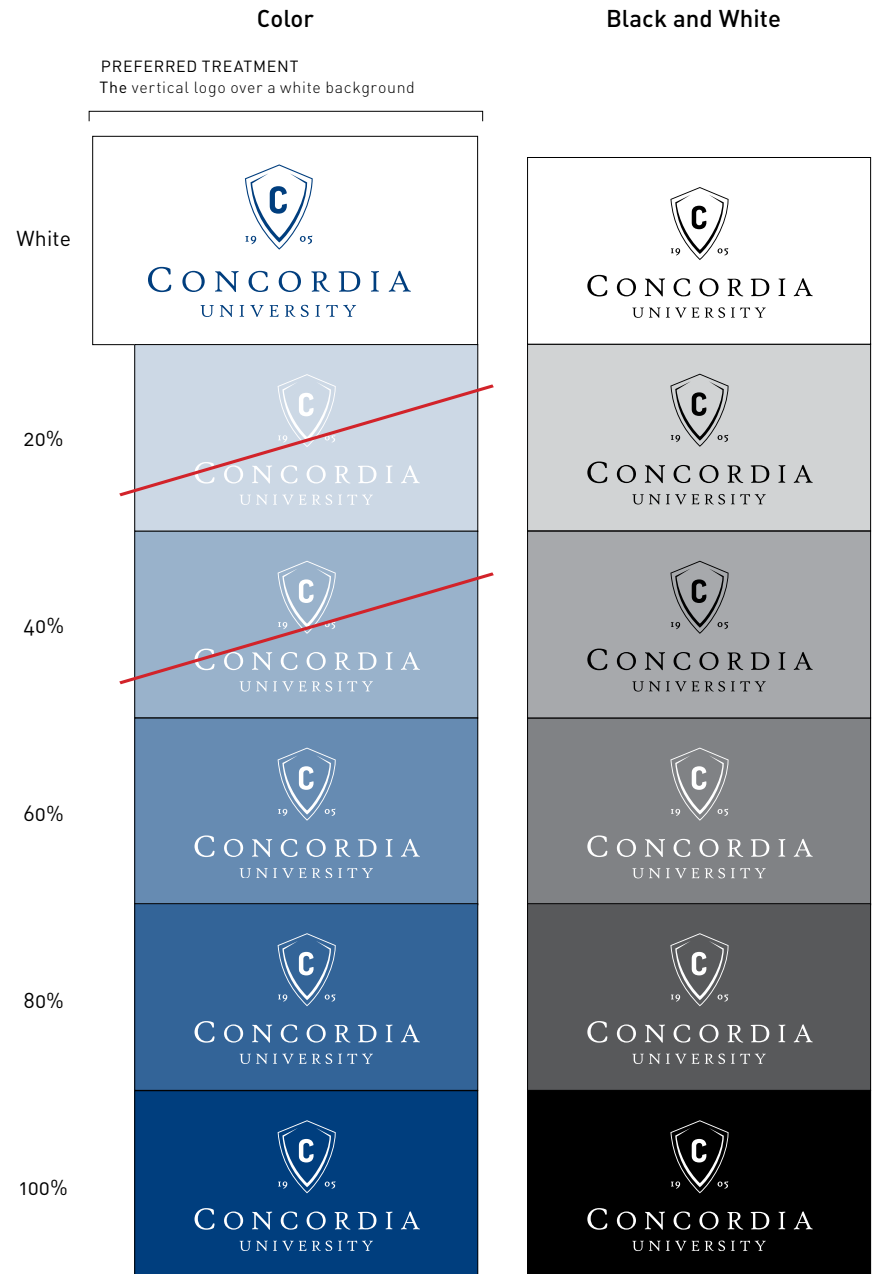 Color
Black and White
PREFERRED TREATMENT
The vertical logo over a white background
White
C
19 05
CONCORDIA
UNIVERSITY
C
19 05
CONCORDIA
UNIVERSITY
20%
C
19 05
CONCORDIA
UNIVERSITY
C
19 05
CONCORDIA
UNIVERSITY
40%
C
19 05
CONCORDIA
UNIVERSITY
C
19 05
CONCORDIA
UNIVERSITY
60%
C
19 05
CONCORDIA
UNIVERSITY
C
19 05
CONCORDIA
UNIVERSITY
80%
C
19 05
CONCORDIA
UNIVERSITY
C
19 05
CONCORDIA
UNIVERSITY
100%
C
19 05
CONCORDIA
UNIVERSITY
C
19 05
CONCORDIA
UNIVERSITY